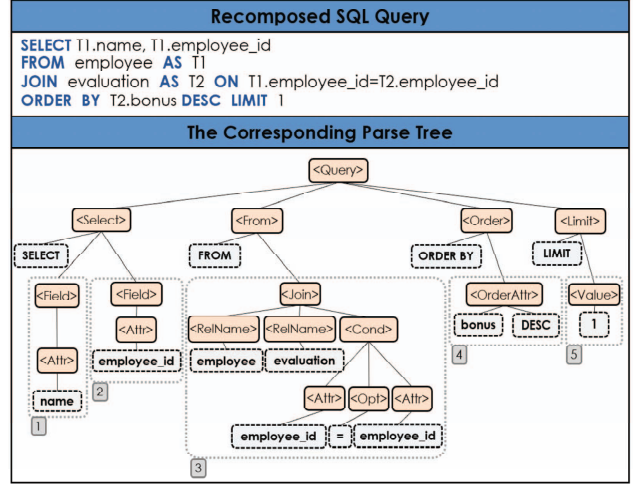 Recomposed SQL Query
SELECT T1.name, T1.employee_id
FROM employee AS T1
JOIN evaluation AS T2 ON T1.employee_id=T2.employee_id
ORDER BY T2.bonus DESC LIMIT 1
The Corresponding Parse Tree
<Query>
<Select> <From> <Order> <Limit>
SELECT FROM ORDER BY LIMIT
<Field> <Field> <Join> <OrderAttr> <Value>
<Attr> <RelName> <RelName> <Cond> bonus DESC 1
<Attr> employee_id employee evaluation 4 5
2
name <Attr> <Opt> <Attr>
1
employee_id = employee_id
3